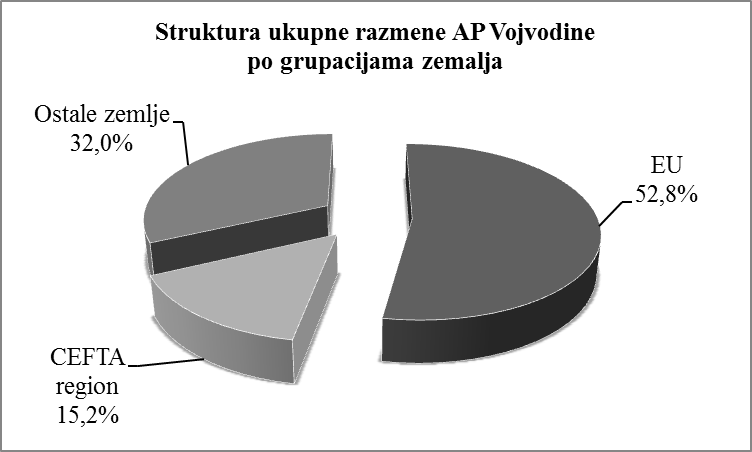 Struktura ukupne razmene AP Vojvodine
po grupacijama zemalja
Ostale zemlje
32,0%
EU
52,8%
CEFTA
region
15,2%